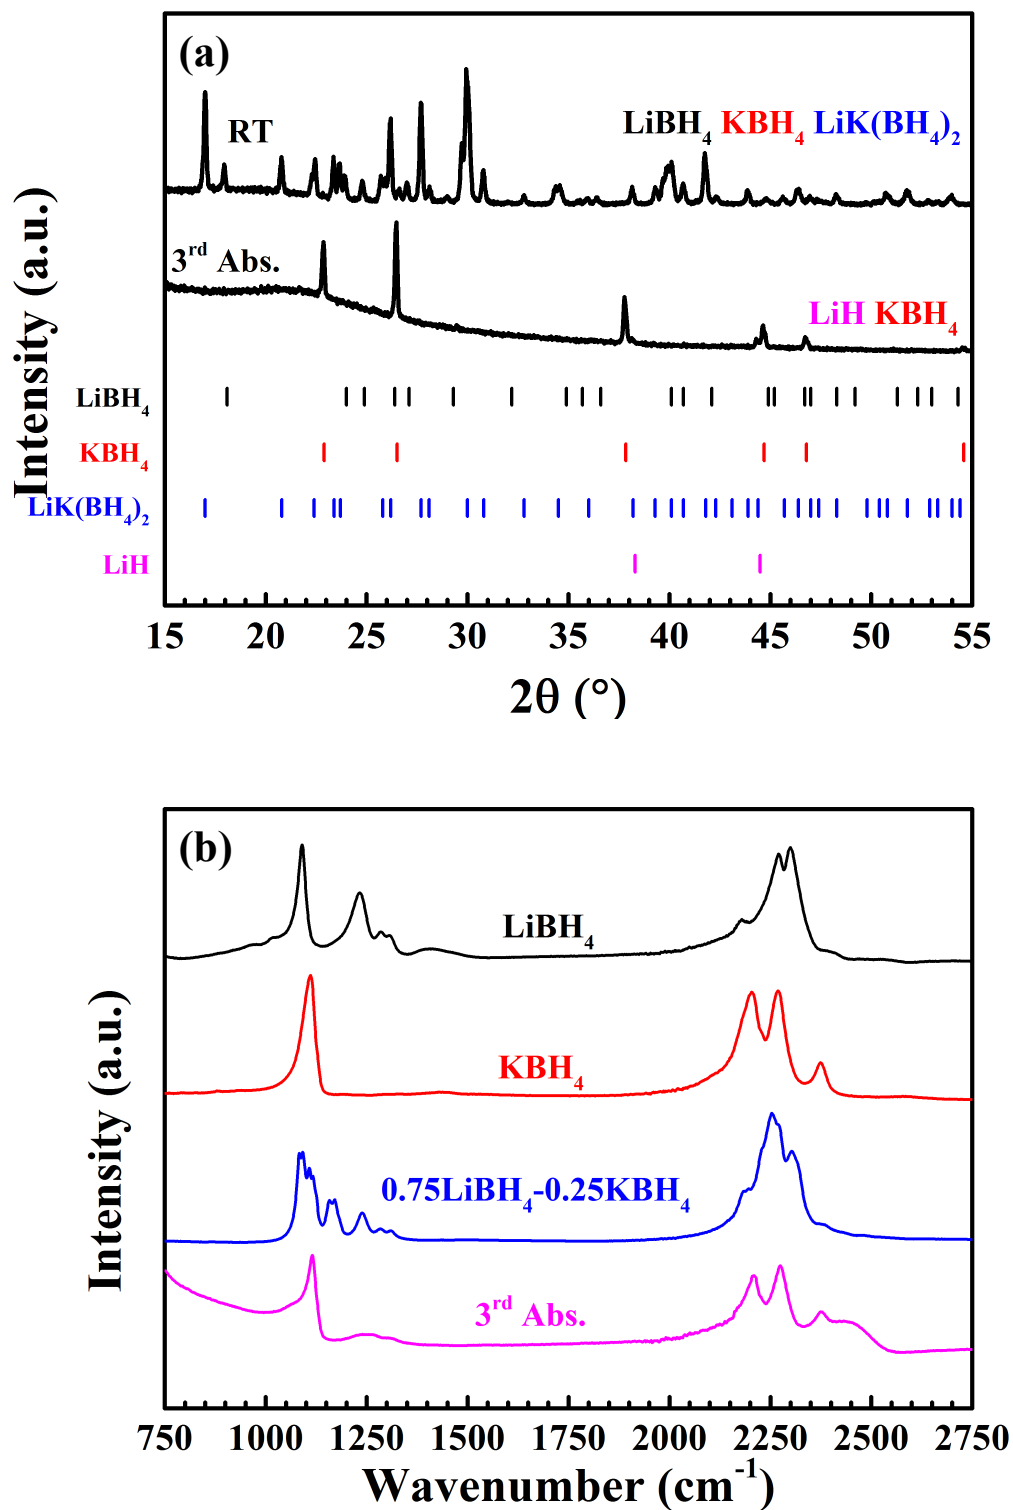 (a)
RT
LiBH₄ KBH₄ LiK(BH₄)₂
3ʳᵈ Abs.
LiH KBH₄
Intensity (a.u.)
LiBH₄
KBH₄
LiK(BH₄)₂
LiH
15 20 25 30 35 40 45 50 55
2θ (°)
(b)
LiBH₄
KBH₄
0.75LiBH₄-0.25KBH₄
3ʳᵈ Abs.
Intensity (a.u.)
750 1000 1250 1500 1750 2000 2250 2500 2750
Wavenumber (cm⁻¹)